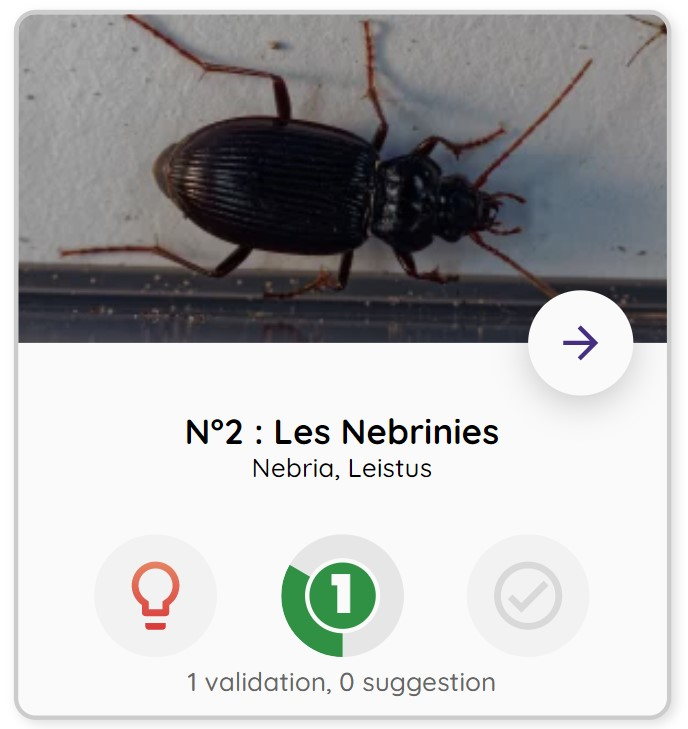 N°2 : Les Nebrinies
Nebria, Leistus
1
1 validation, 0 suggestion